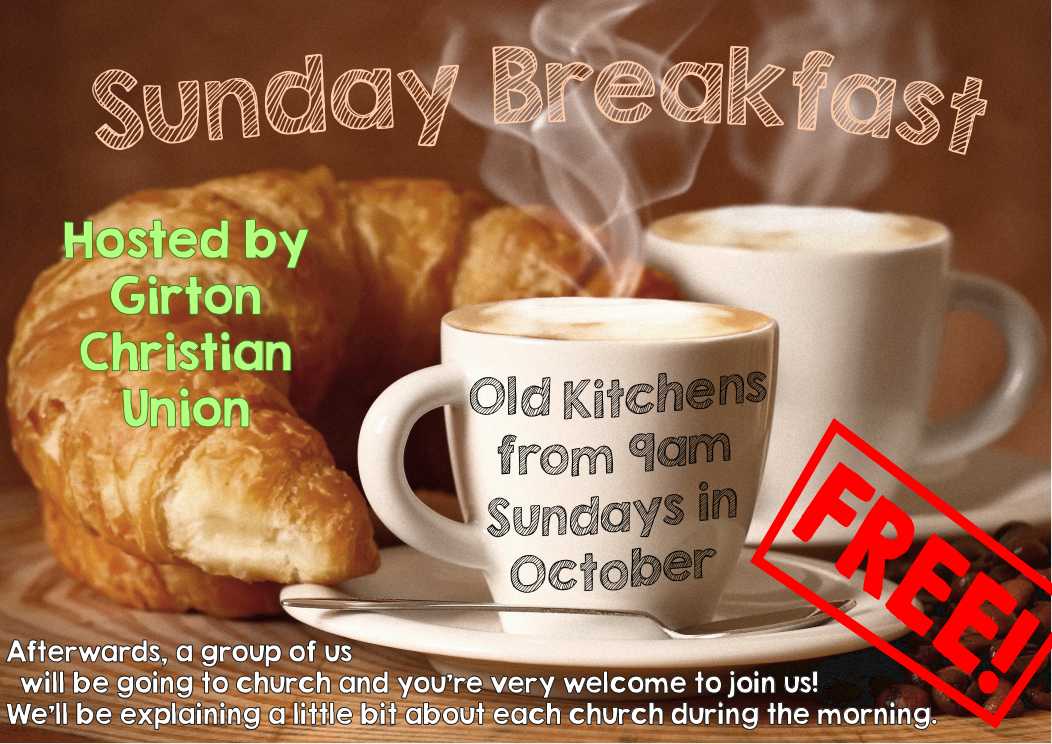 Sunday Breakfast
Hosted by
Girton
Christian
Union
Old Kitchens
from 9am
Sundays in
October
FREE!
Afterwards, a group of us
will be going to church and you're very welcome to join us!
We'll be explaining a little bit about each church during the morning.